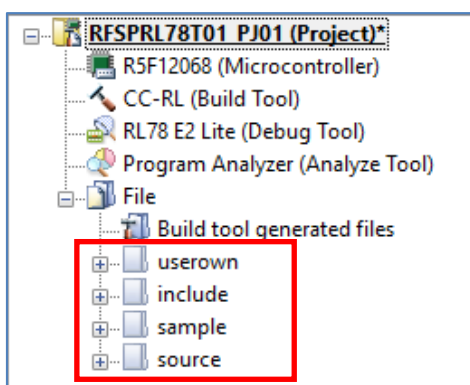 RFSPRL78T01_PJ01 (Project)*
R5F12068 (Microcontroller)
CC-RL (Build Tool)
RL78 E2 Lite (Debug Tool)
Program Analyzer (Analyze Tool)
File
Build tool generated files
userown
include
sample
source